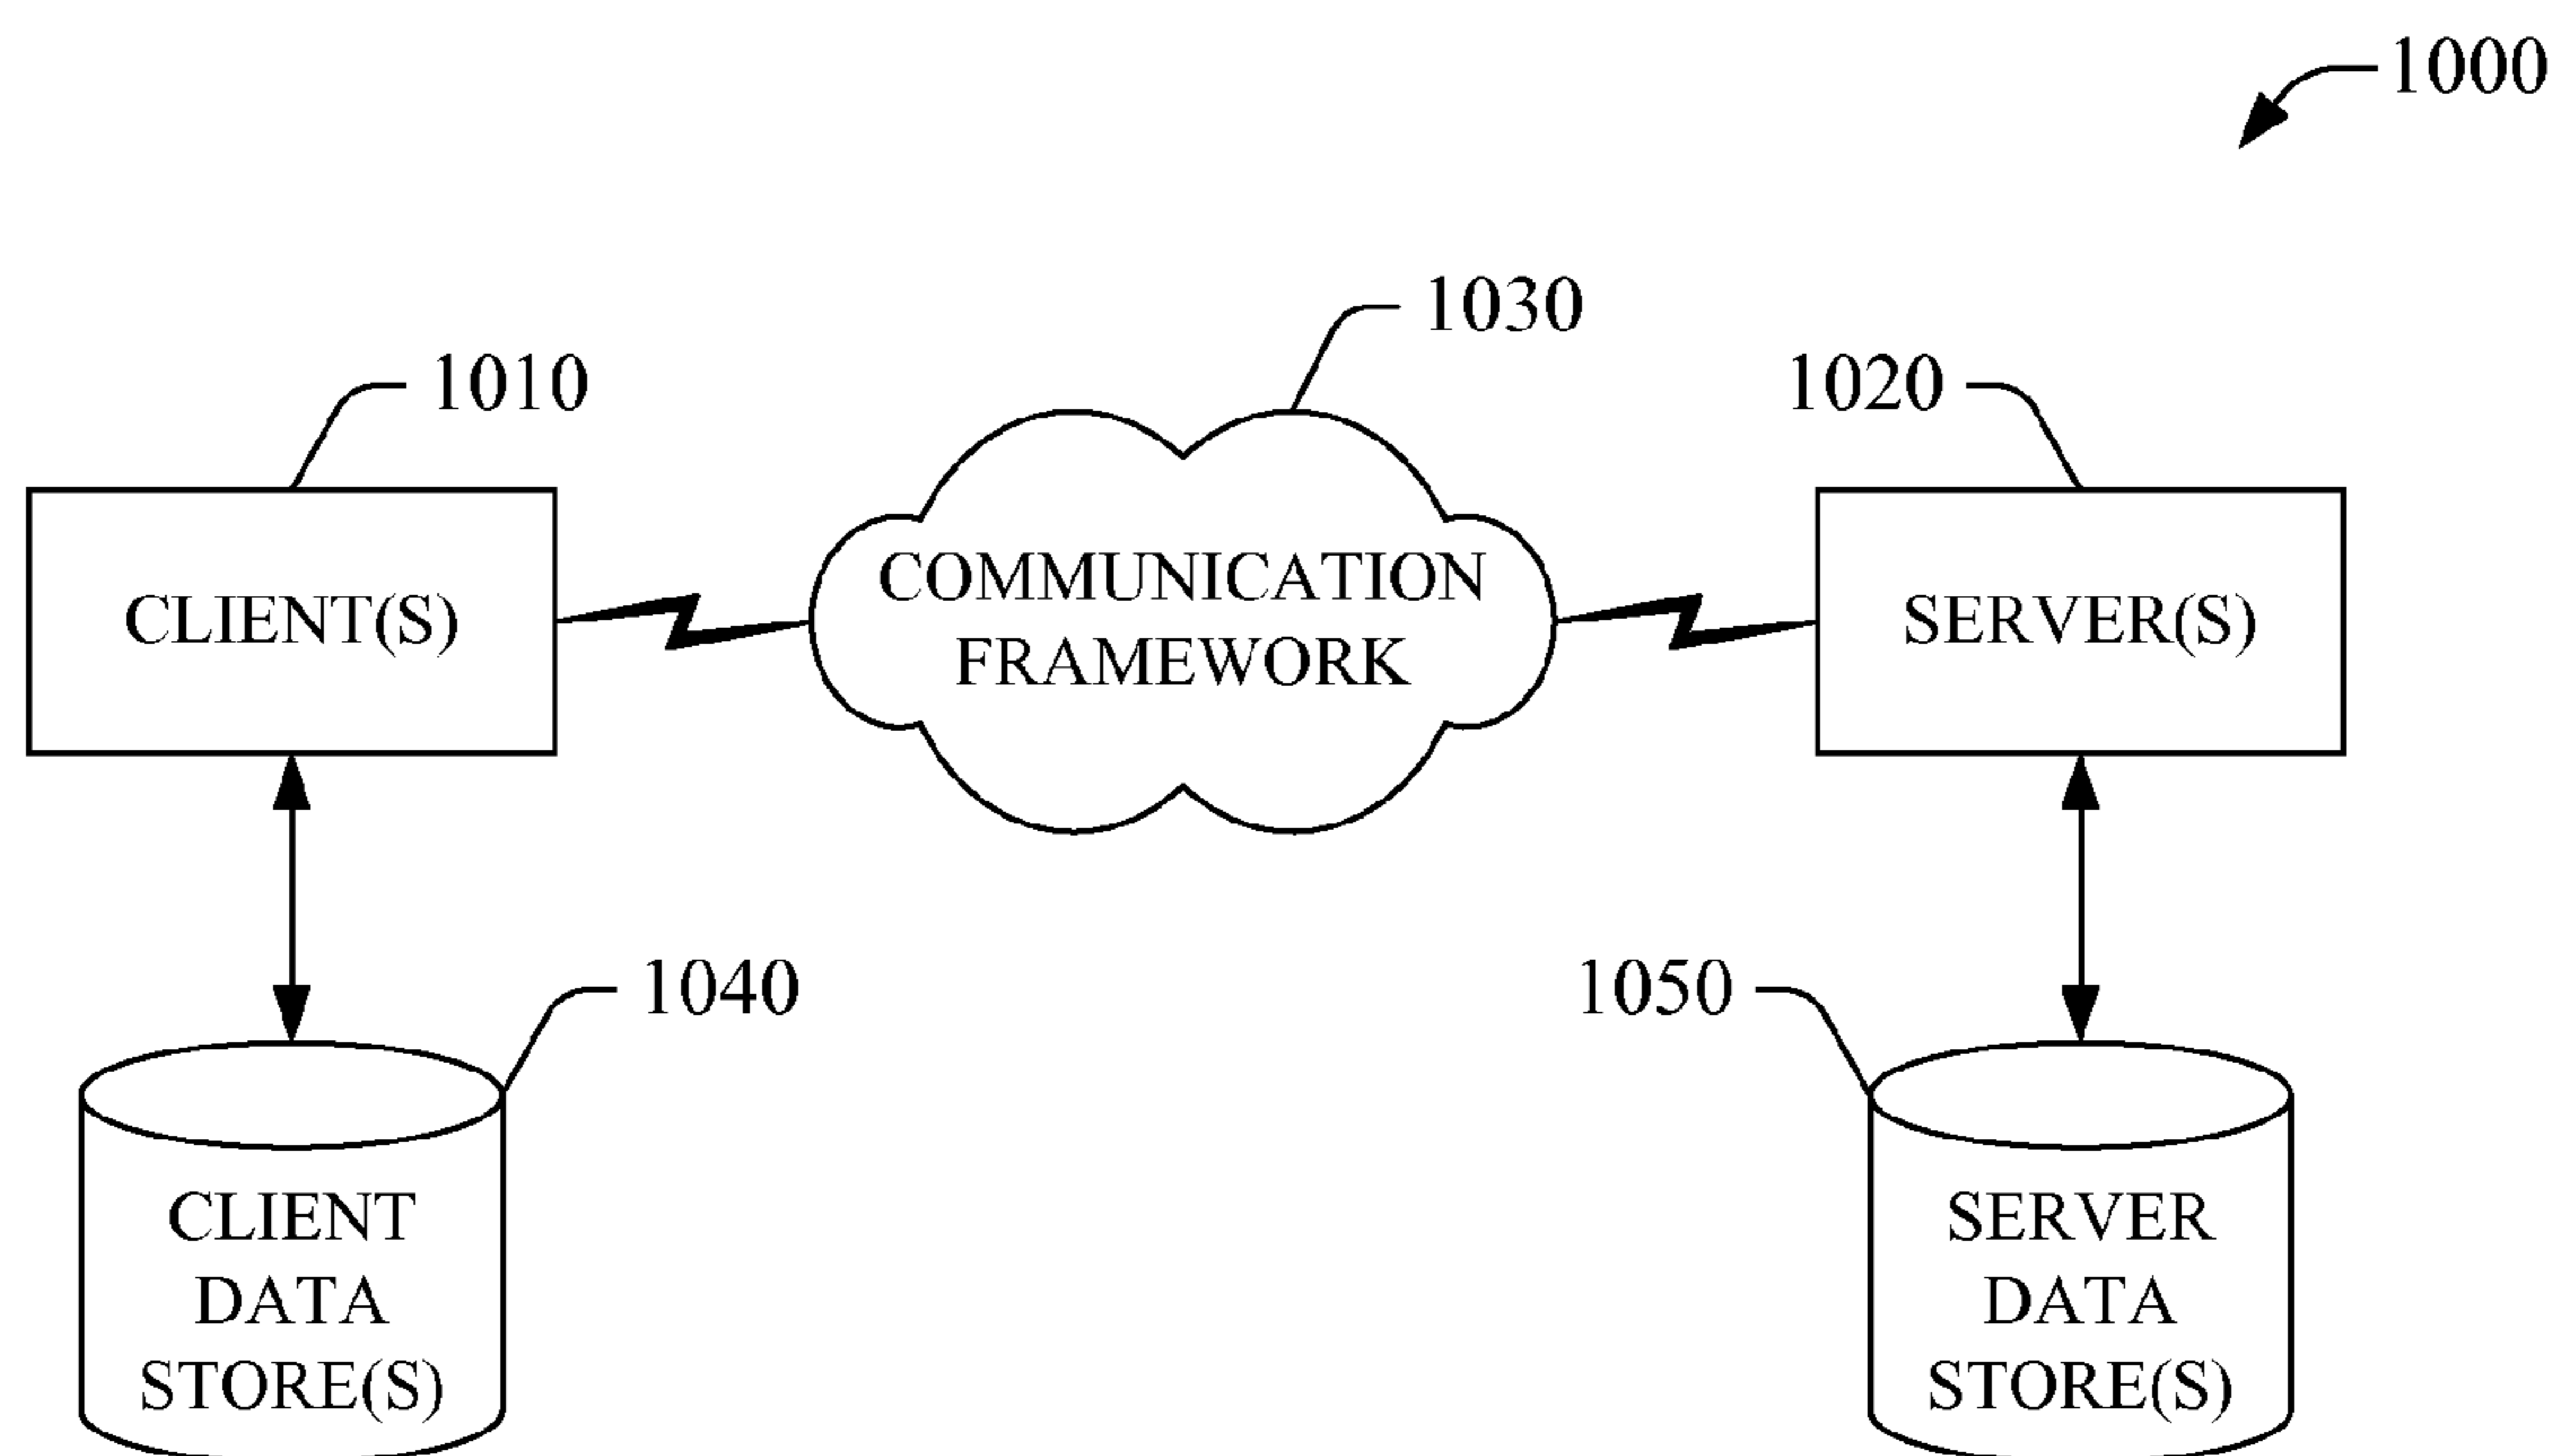 1000
1030
1010
1020
COMMUNICATION
FRAMEWORK
CLIENT(S)
SERVER(S)
1040
1050
CLIENT
DATA
STORE(S)
SERVER
DATA
STORE(S)